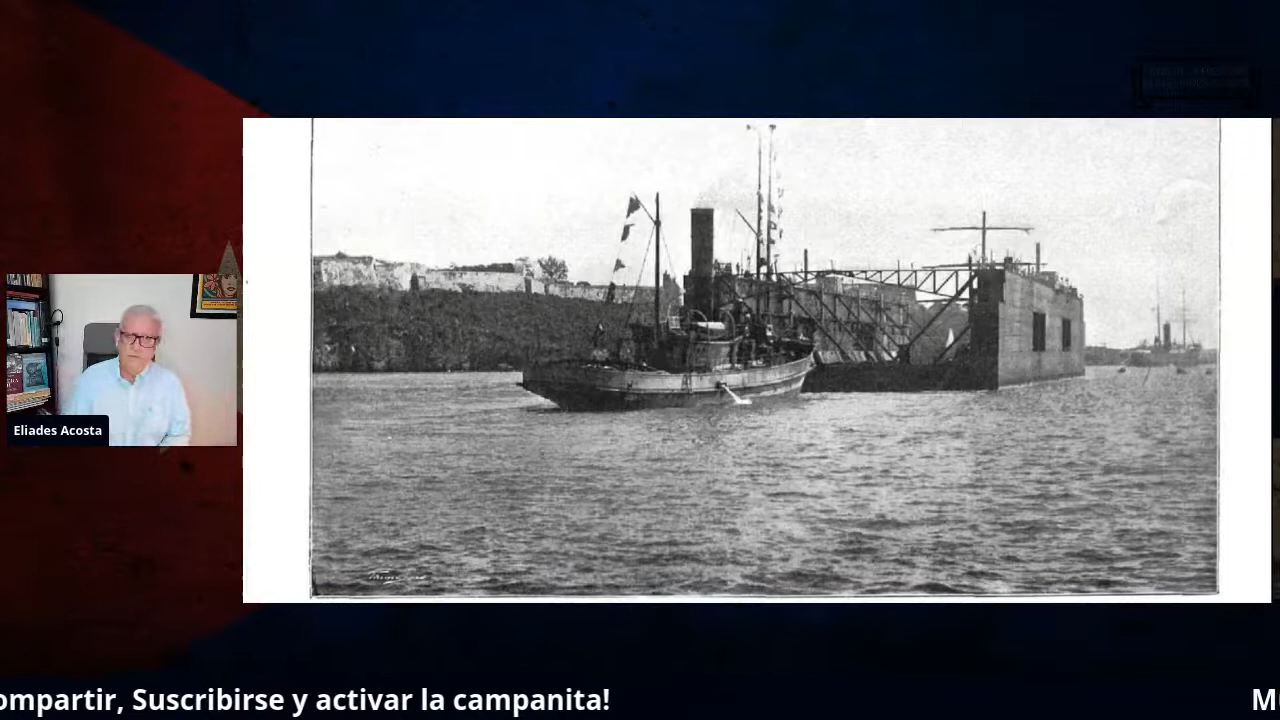 Eliades Acosta
ompartir, Suscribirse y activar la campanita!
M